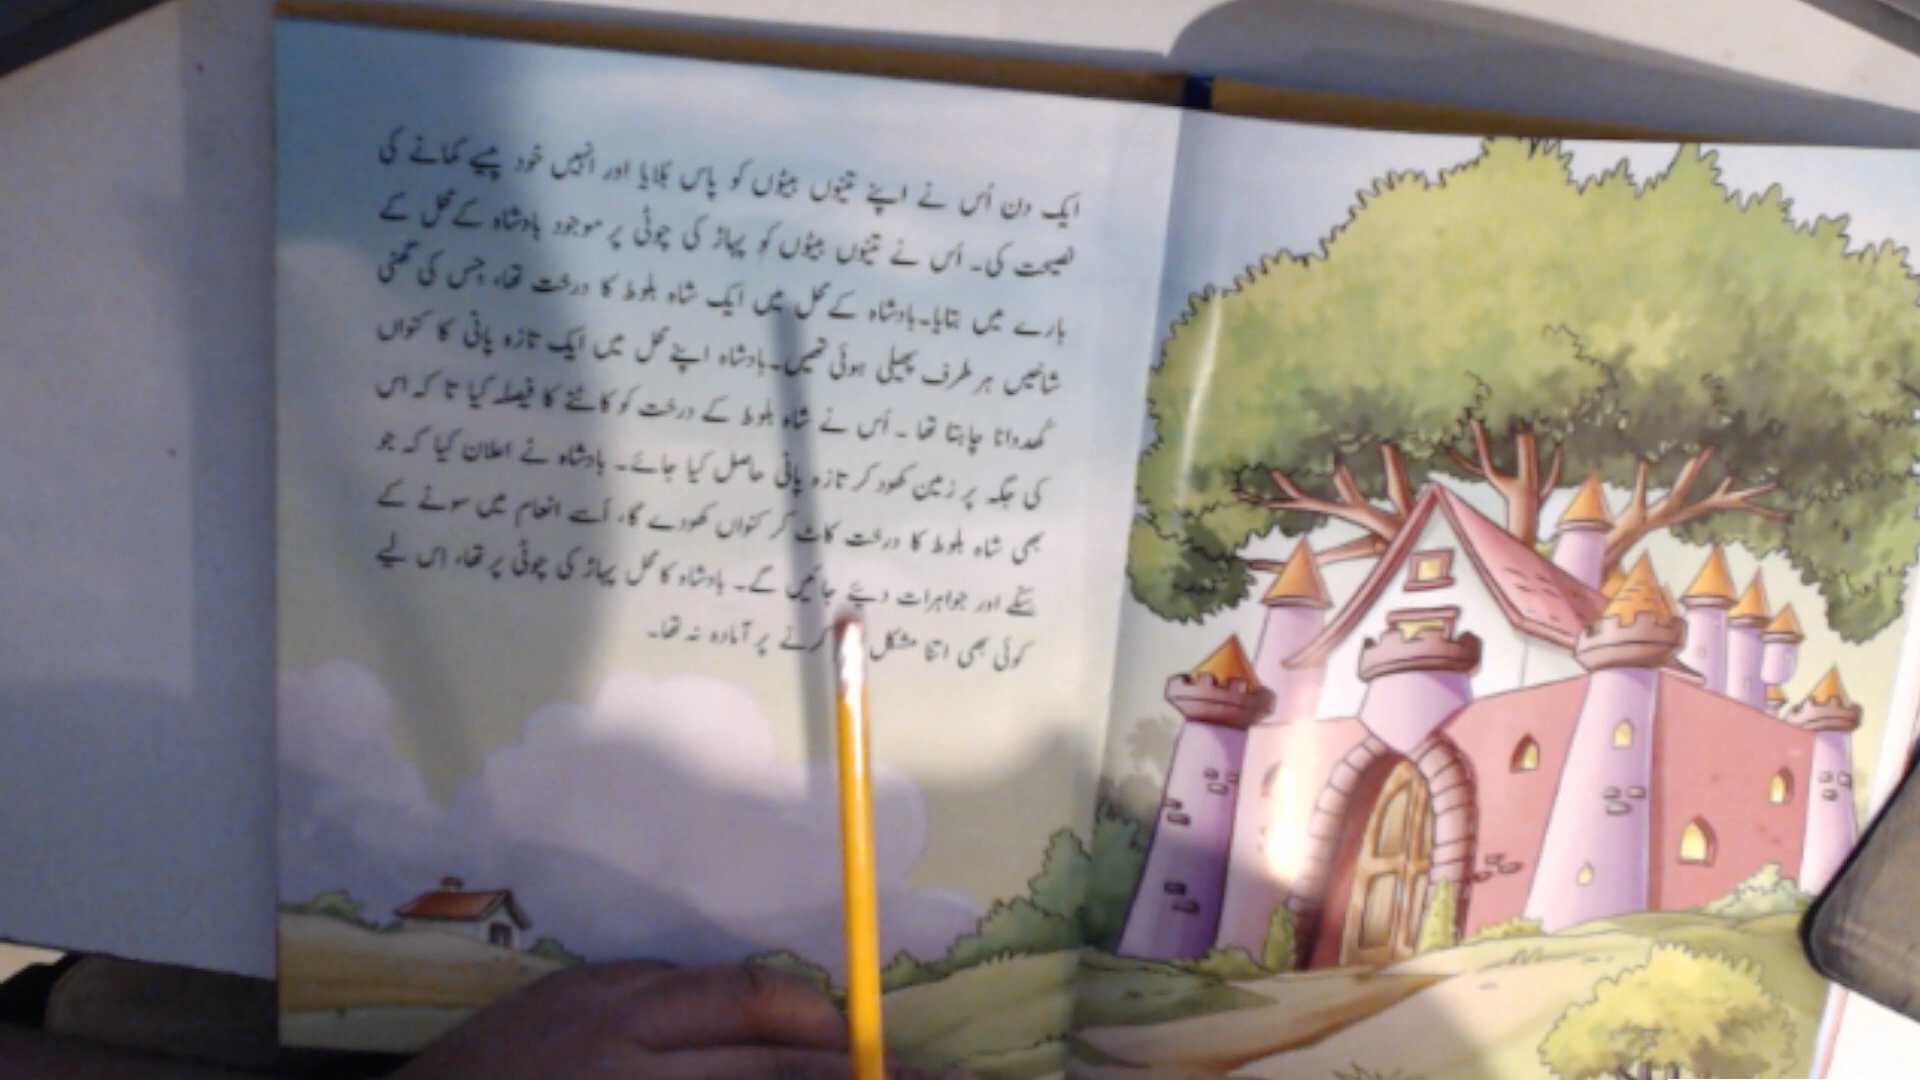 ایک دن اُس نے اپنے تینوں بیٹوں کو پاس بلایا اور انہیں خود پیسے کمانے کی
نصیحت کی۔ اُس نے تینوں بیٹوں کو پہاڑ کی چوٹی پر موجود بادشاہ کے محل کے
بارے میں بتایا۔ بادشاہ کے محل میں ایک شاہ بلوط کا درخت تھا، جس کی گھنی
شاخیں ہر طرف پھیلی ہوئی تھیں۔ بادشاہ اپنے محل میں ایک تازہ پانی کا کنواں
کُھدوانا چاہتا تھا ۔ اُس نے شاہ بلوط کے درخت کو کاٹنے کا فیصلہ کیا تا کہ اس
کی جگہ پر زمین کھود کر تازہ پانی حاصل کیا جائے۔ بادشاہ نے اعلان کیا کہ جو
بھی شاہ بلوط کا درخت کاٹ کر کنواں کھودے گا، اُسے انعام میں سونے کے
سِکّے اور جواہرات دیئے جائیں گے۔ بادشاہ کا محل پہاڑ کی چوٹی پر تھا، اس لیے
کوئی بھی اتنا مشکل کرنے پر آمادہ نہ تھا۔